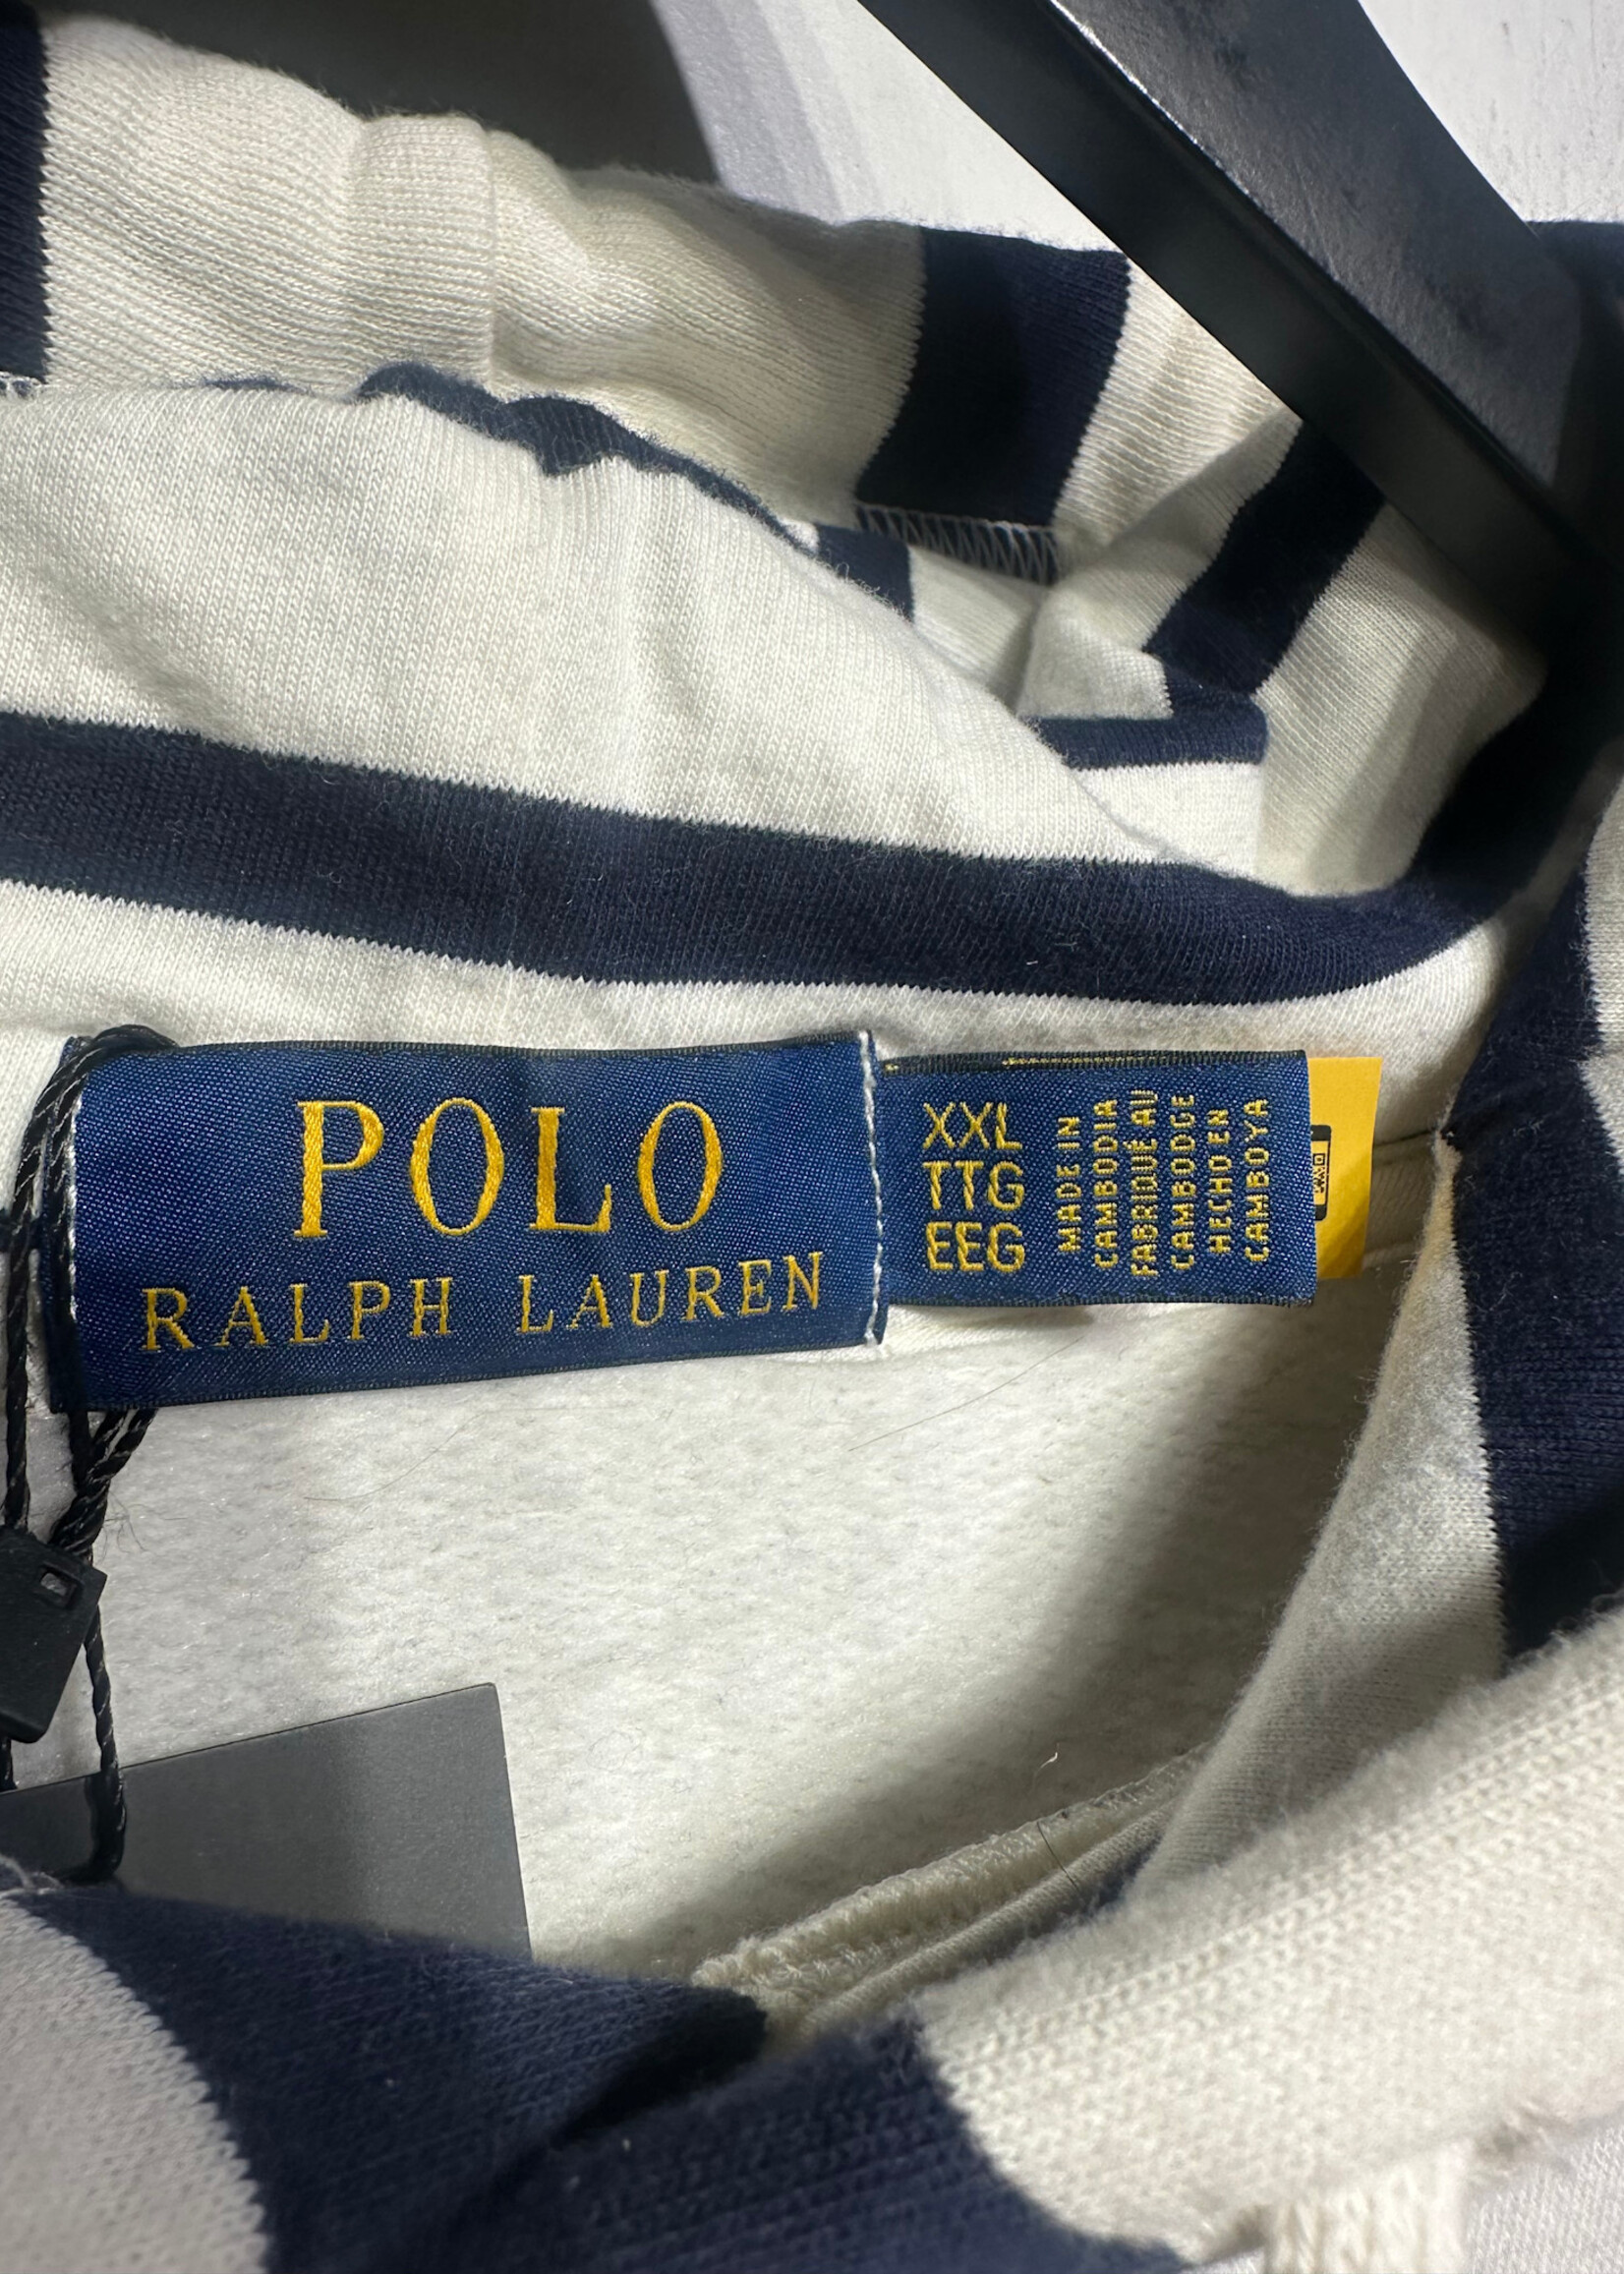 POLO
RALPH LAUREN
XXL
TTG
EEG
MADE IN
CAMBODIA
FABRIQUÉ AU
CAMBODGE
HECHO EN
CAMBOYA